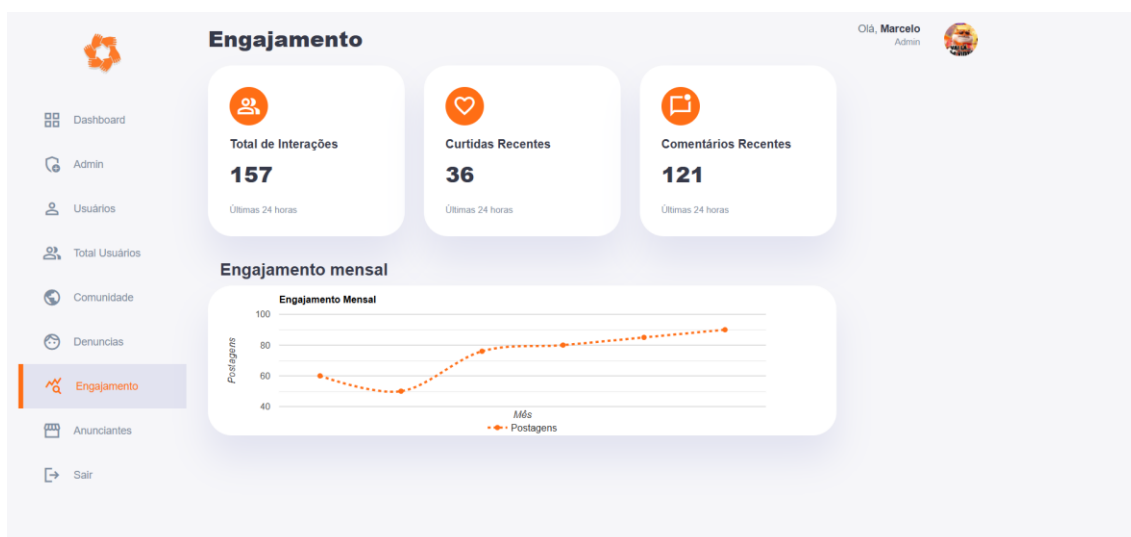 Engajamento
Olá, Marcelo
Admin
Dashboard
Admin
Usuários
Total Usuários
Comunidade
Denuncias
Engajamento
Anunciantes
Sair
Total de Interações
157
Últimas 24 horas
Curtidas Recentes
36
Últimas 24 horas
Comentários Recentes
121
Últimas 24 horas
Engajamento mensal
Engajamento Mensal
100
80
60
40
Postagens
Mês
Postagens